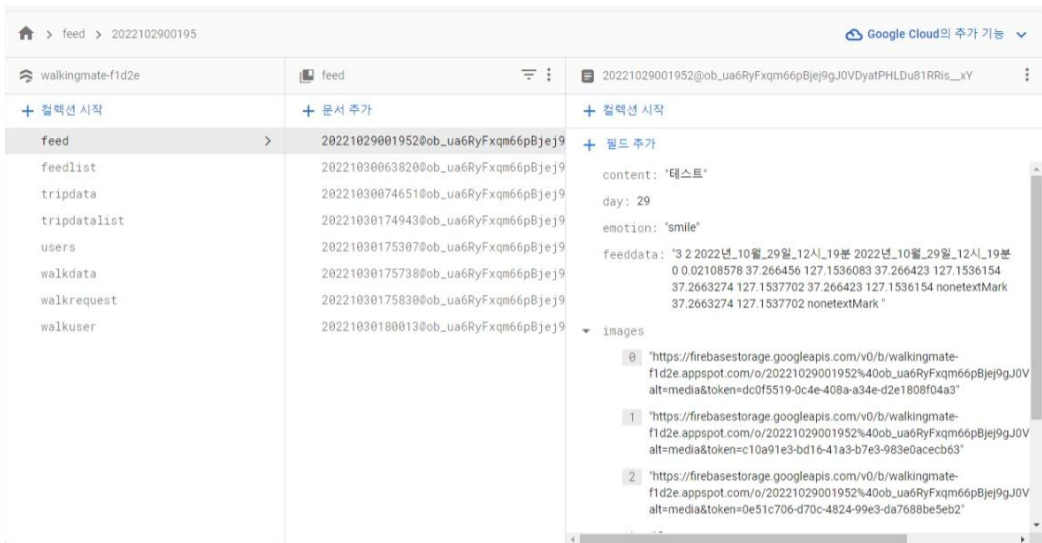 feed > 2022102900195
Google Cloud의 추가 기능
walkingmate-f1d2e
feed
20221029001952@ob_ua6RyFxqm66pBjej9gJ0VDyatPHLDu81RRis__xY
+ 컬렉션 시작
+ 문서 추가
+ 컬렉션 시작
feed
feedlist
tripdata
tripdatalist
users
walkdata
walkrequest
walkuser
20221029001952@ob_ua6RyFxqm66pBjej9
20221030063820@ob_ua6RyFxqm66pBjej9
20221030074651@ob_ua6RyFxqm66pBjej9
20221030174943@ob_ua6RyFxqm66pBjej9
20221030175307@ob_ua6RyFxqm66pBjej9
20221030175738@ob_ua6RyFxqm66pBjej9
20221030175830@ob_ua6RyFxqm66pBjej9
20221030180013@ob_ua6RyFxqm66pBjej9
+ 필드 추가
content: "테스트"
day: 29
emotion: "smile"
feeddata: "3 2 2022년_10월_29일_12시_19분 2022년_10월_29일_12시_19분
0 0.02108578 37.266456 127.1536083 37.266423 127.1536154
37.2663274 127.1537702 37.266423 127.1536154 nonetextMark
37.2663274 127.1537702 nonetextMark "
images
0 "https://firebasestorage.googleapis.com/v0/b/walkingmate-
f1d2e.appspot.com/o/20221029001952%40ob_ua6RyFxqm66pBjej9gJ0V
alt=media&token=dc0f5519-0c4e-408a-a34e-d2e1808f04a3"
1 "https://firebasestorage.googleapis.com/v0/b/walkingmate-
f1d2e.appspot.com/o/20221029001952%40ob_ua6RyFxqm66pBjej9gJ0V
alt=media&token=c10a91e3-bd16-41a3-b7e3-983e0acecb63"
2 "https://firebasestorage.googleapis.com/v0/b/walkingmate-
f1d2e.appspot.com/o/20221029001952%40ob_ua6RyFxqm66pBjej9gJ0V
alt=media&token=0e51c706-d70c-4824-99e3-da7688be5eb2"